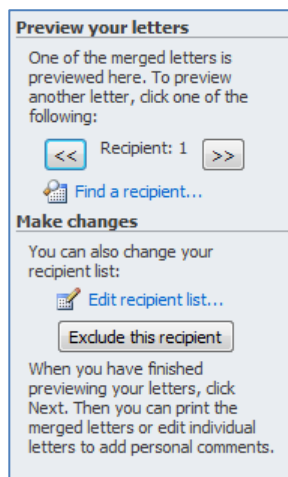 Preview your letters
One of the merged letters is
previewed here. To preview
another letter, click one of the
following:
<< Recipient: 1 >>
Find a recipient...
Make changes
You can also change your
recipient list:
Edit recipient list...
Exclude this recipient
When you have finished
previewing your letters, click
Next. Then you can print the
merged letters or edit individual
letters to add personal comments.